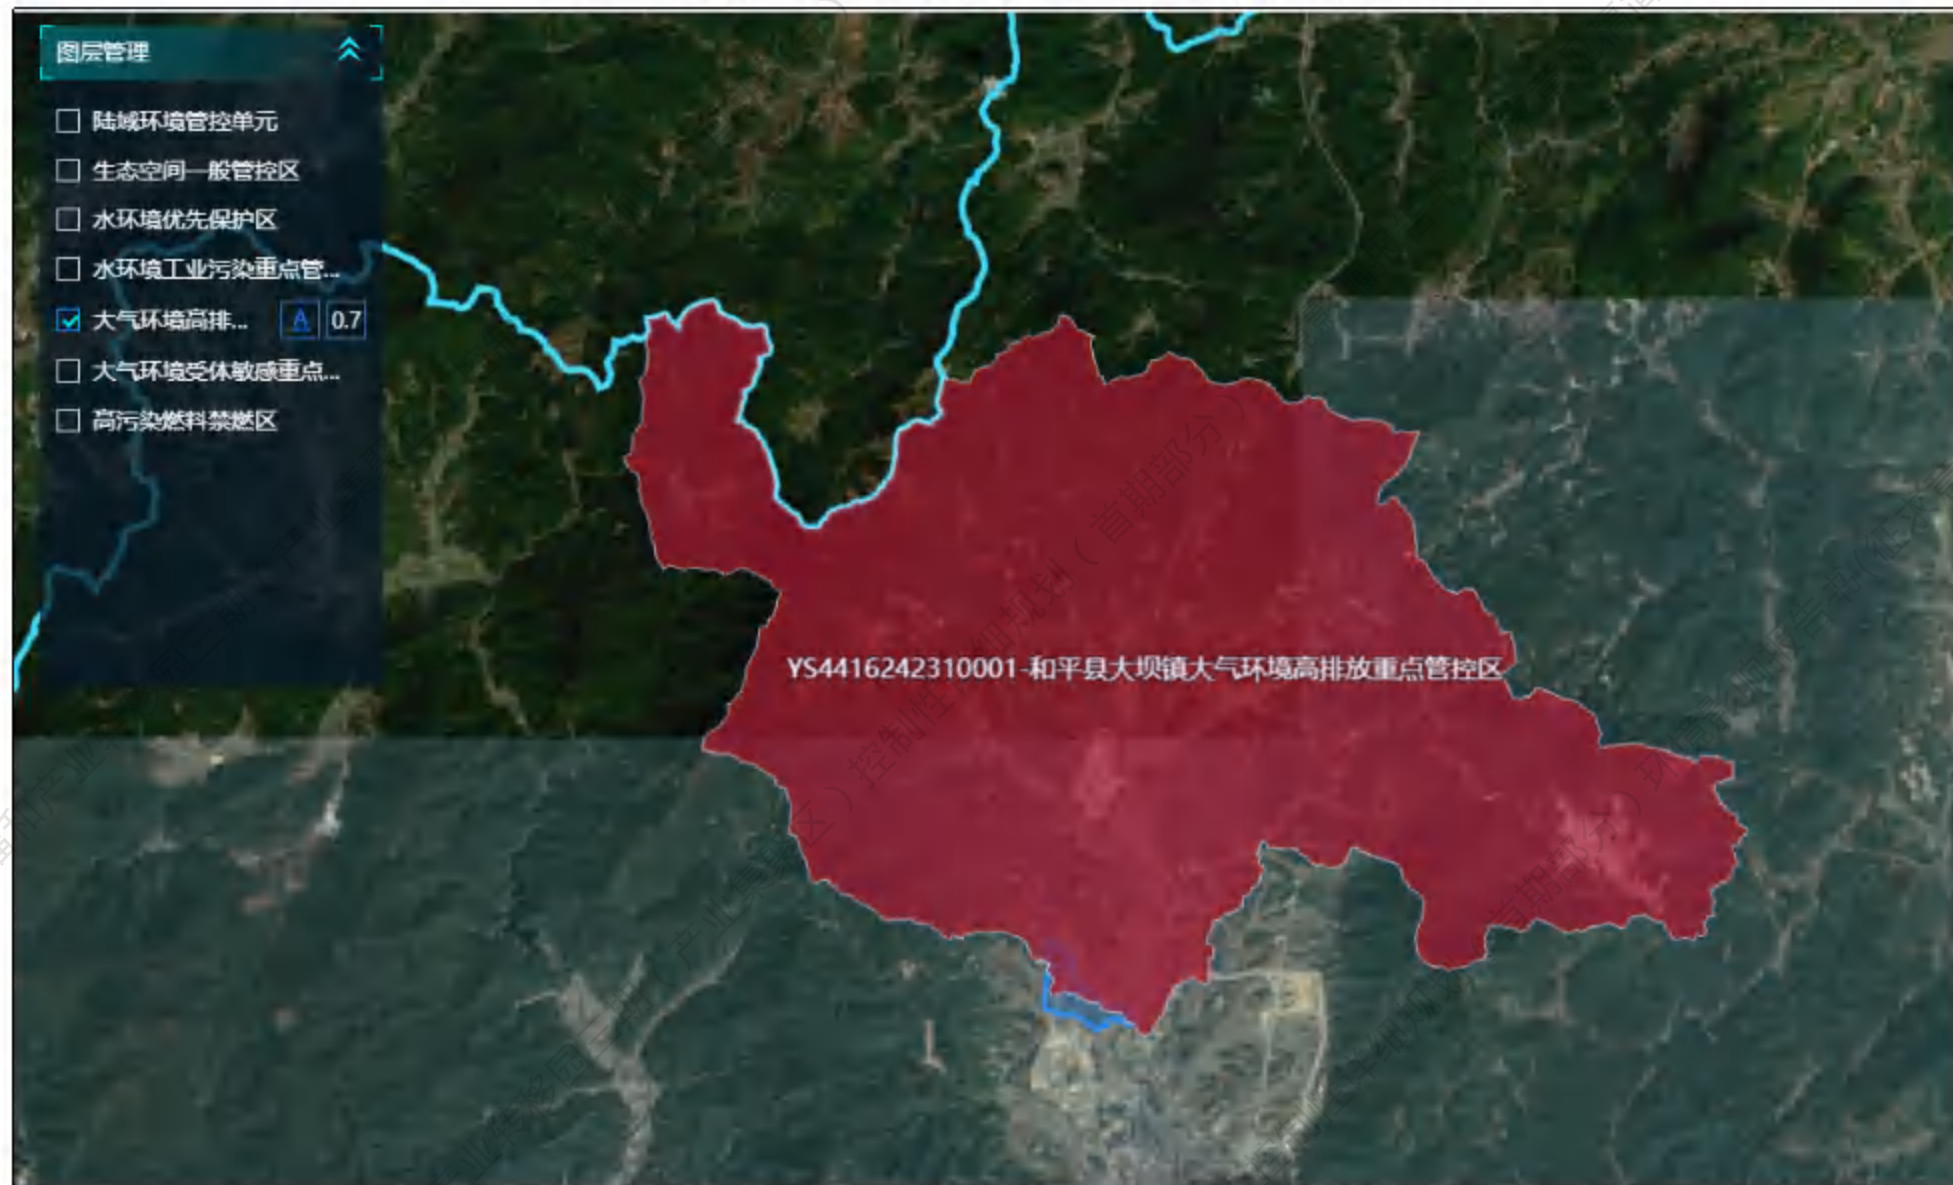 图层管理
陆域环境管控单元
生态空间一般管控区
水环境优先保护区
水环境工业污染重点管...
大气环境高排... A 0.7
大气环境受体敏感重点...
高污染燃料禁燃区
YS4416242310001-和平县大坝镇大气环境高排放重点管控区